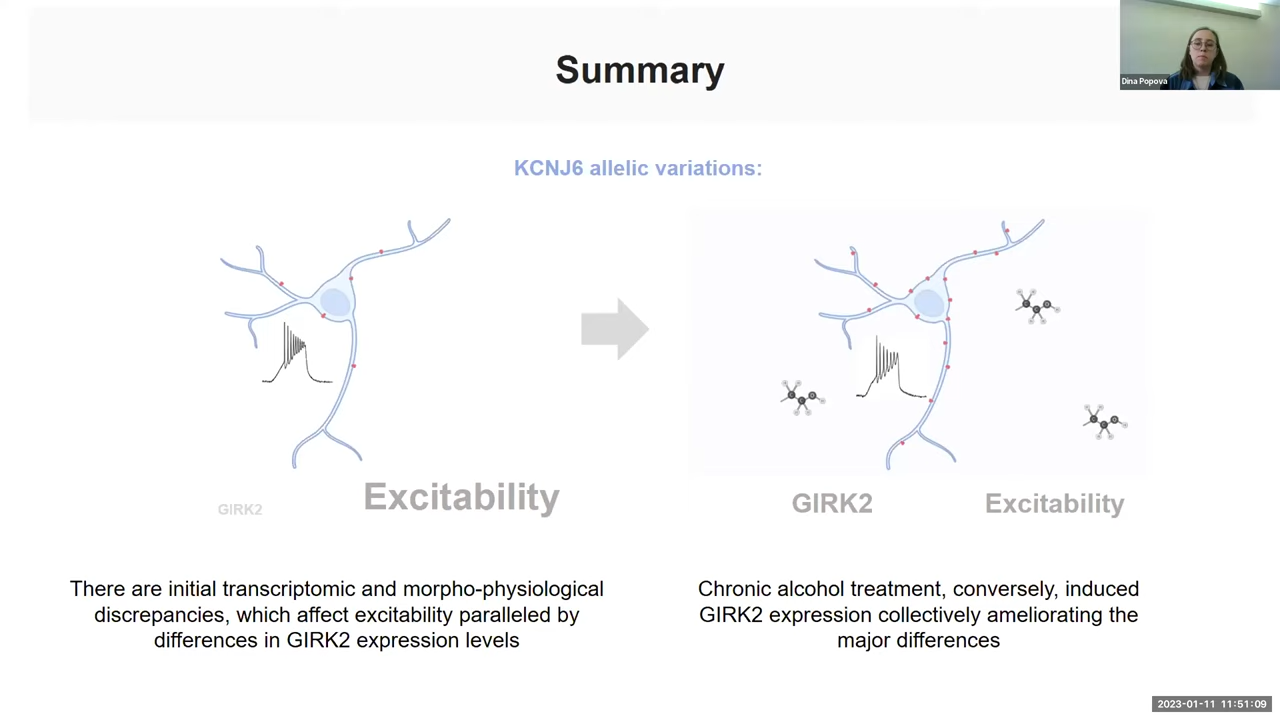 Summary
Dina Popova
KCNJ6 allelic variations:
GIRK2
Excitability
GIRK2
Excitability
There are initial transcriptomic and morpho-physiological
discrepancies, which affect excitability paralleled by
differences in GIRK2 expression levels
Chronic alcohol treatment, conversely, induced
GIRK2 expression collectively ameliorating the
major differences
2023-01-11 11:51:09